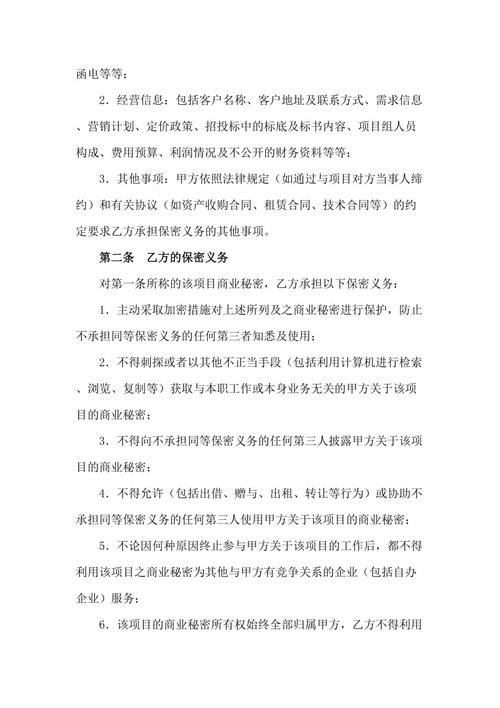 函电等等;
2．经营信息: 包括客户名称、客户地址及联系方式、需求信息
、营销计划、定价政策、招投标中的标底及标书内容、项目组人员
构成、费用预算、利润情况及不公开的财务资料等等;
3．其他事项: 甲方依照法律规定（如通过与项目对方当事人缔
约）和有关协议（如资产收购合同、租赁合同、技术合同等）的约
定要求乙方承担保密义务的其他事项。
第二条　乙方的保密义务
对第一条所称的该项目商业秘密，乙方承担以下保密义务:
1．主动采取加密措施对上述所列及之商业秘密进行保护，防止
不承担同等保密义务的任何第三者知悉及使用;
2．不得刺探或者以其他不正当手段（包括利用计算机进行检索
、浏览、复制等）获取与本职工作或本身业务无关的甲方关于该项
目的商业秘密;
3．不得向不承担同等保密义务的任何第三人披露甲方关于该项
目的商业秘密;
4．不得允许（包括出借、赠与、出租、转让等行为）或协助不
承担同等保密义务的任何第三人使用甲方关于该项目的商业秘密;
5．不论因何种原因终止参与甲方关于该项目的工作后，都不得
利用该项目之商业秘密为其他与甲方有竞争关系的企业（包括自办
企业）服务;
6．该项目的商业秘密所有权始终全部归属甲方，乙方不得利用